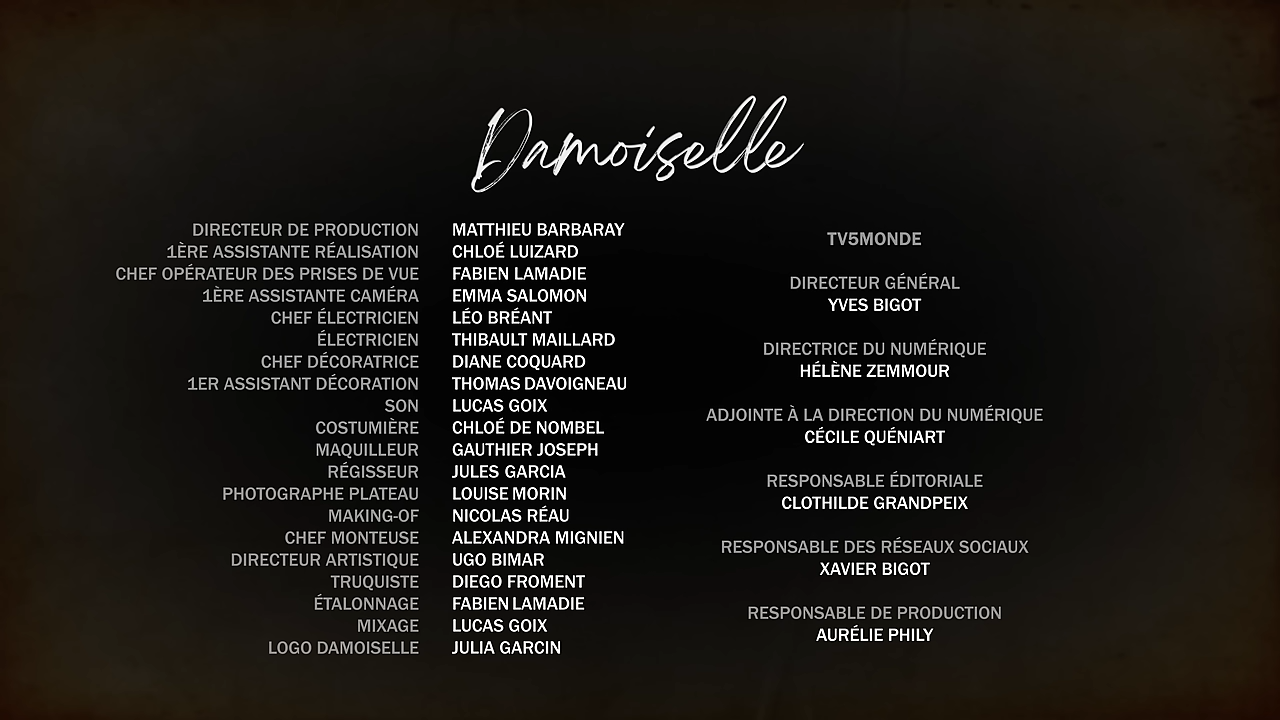 Damoiselle
DIRECTEUR DE PRODUCTION MATTHIEU BARBARAY
1ÈRE ASSISTANTE RÉALISATION CHLOÉ LUIZARD
CHEF OPÉRATEUR DES PRISES DE VUE FABIEN LAMADIE
1ÈRE ASSISTANTE CAMÉRA EMMA SALOMON
CHEF ÉLECTRICIEN LÉO BRÉANT
ÉLECTRICIEN THIBAULT MAILLARD
CHEF DÉCORATRICE DIANE COQUARD
1ER ASSISTANT DÉCORATION THOMAS DAVOIGNEAU
SON LUCAS GOIX
COSTUMIÈRE CHLOÉ DE NOMBEL
MAQUILLEUR GAUTHIER JOSEPH
RÉGISSEUR JULES GARCIA
PHOTOGRAPHE PLATEAU LOUISE MORIN
MAKING-OF NICOLAS RÉAU
CHEF MONTEUSE ALEXANDRA MIGNIEN
DIRECTEUR ARTISTIQUE UGO BIMAR
TRUQUISTE DIEGO FROMENT
ÉTALONNAGE FABIEN LAMADIE
MIXAGE LUCAS GOIX
LOGO DAMOISELLE JULIA GARCIN
TV5MONDE
DIRECTEUR GÉNÉRAL
YVES BIGOT
DIRECTRICE DU NUMÉRIQUE
HÉLÈNE ZEMMOUR
ADJOINTE À LA DIRECTION DU NUMÉRIQUE
CÉCILE QUÉNIART
RESPONSABLE ÉDITORIALE
CLOTHILDE GRANDPEIX
RESPONSABLE DES RÉSEAUX SOCIAUX
XAVIER BIGOT
RESPONSABLE DE PRODUCTION
AURÉLIE PHILY